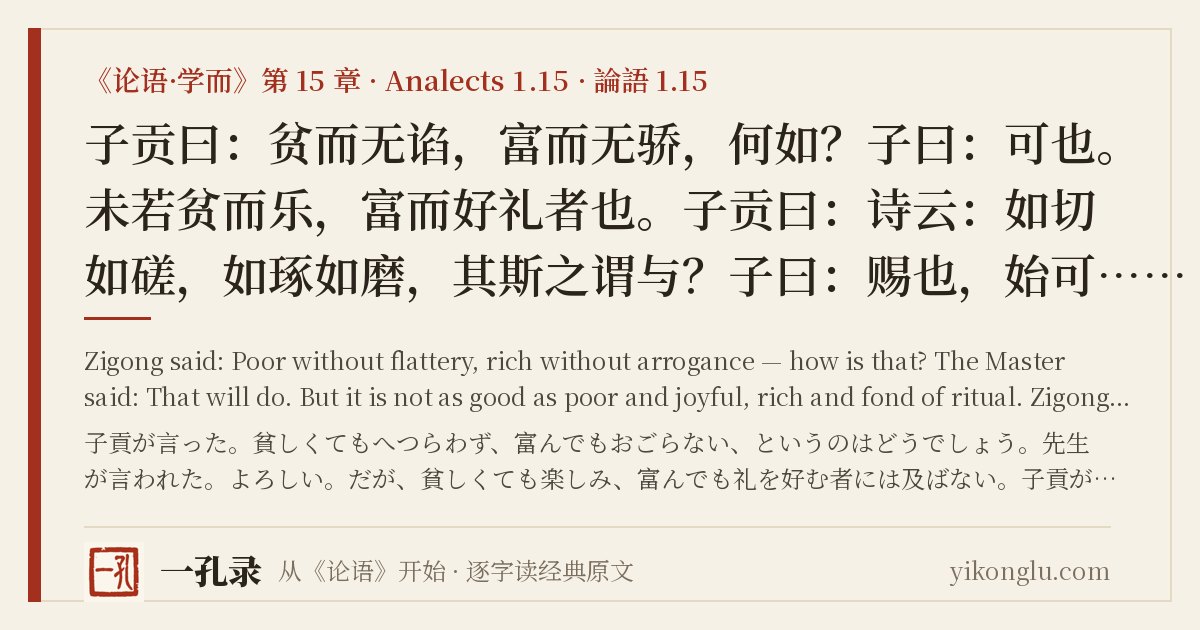 《论语·学而》第 15 章 · Analects 1.15 · 論語 1.15
子贡曰：贫而无谄，富而无骄，何如？子曰：可也。
未若贫而乐，富而好礼者也。子贡曰：诗云：如切
如磋，如琢如磨，其斯之谓与？子曰：赐也，始可……
Zigong said: Poor without flattery, rich without arrogance — how is that? The Master
said: That will do. But it is not as good as poor and joyful, rich and fond of ritual. Zigong...
子貢が言った。貧しくてもへつらわず、富んでもおごらない、というのはどうでしょう。先生
が言われた。よろしい。だが、貧しくても楽しみ、富んでも礼を好む者には及ばない。子貢が…
一孔
一孔录 从《论语》开始 · 逐字读经典原文 yikonglu.com